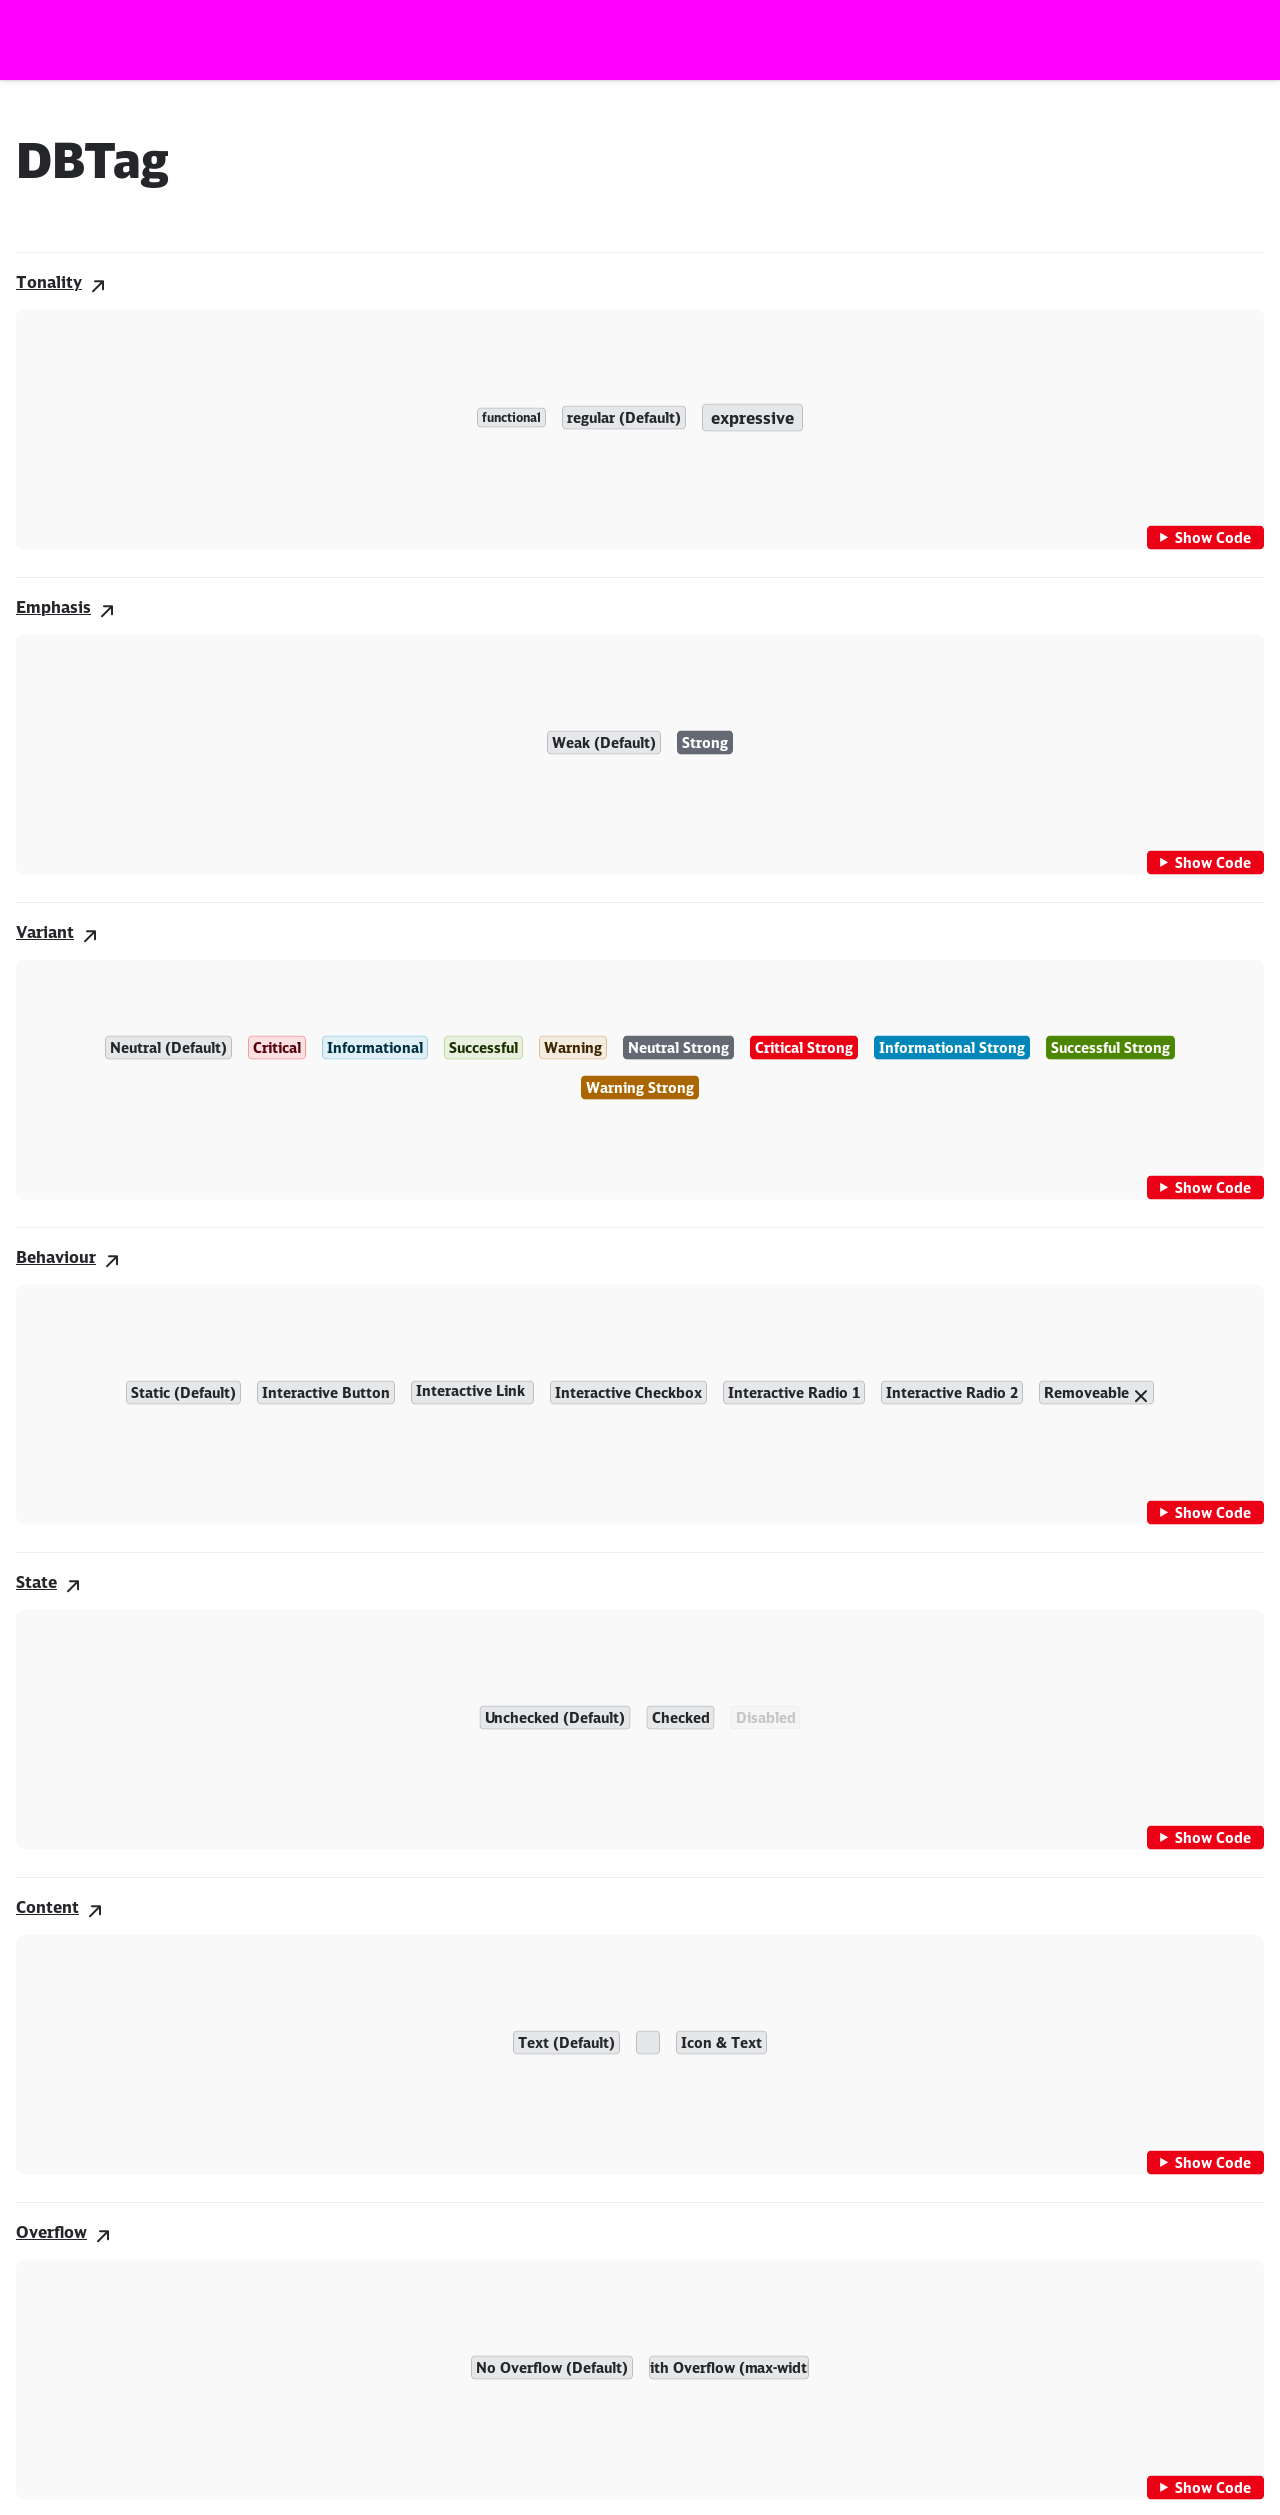 DBTag
Tonality
functional regular (Default) expressive
Show Code
Emphasis
Weak (Default) Strong
Show Code
Variant
Neutral (Default) Critical Informational Successful Warning Neutral Strong Critical Strong Informational Strong Successful Strong
Warning Strong
Show Code
Behaviour
Static (Default) Interactive Button Interactive Link Interactive Checkbox Interactive Radio 1 Interactive Radio 2 Removeable
Show Code
State
Unchecked (Default) Checked Disabled
Show Code
Content
Text (Default) Icon & Text
Show Code
Overflow
No Overflow (Default) ith Overflow (max-widt
Show Code